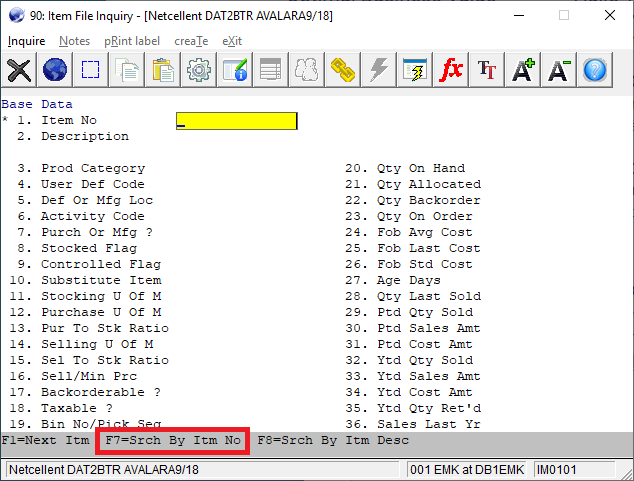 90: Item File Inquiry - [Netcellent DAT2BTR AVALARA9/18]
Inquire Notes pRint label creaTe eXit
fx TT A+ A- ?
Base Data
* 1. Item No
2. Description
3. Prod Category 20. Qty On Hand
4. User Def Code 21. Qty Allocated
5. Def Or Mfg Loc 22. Qty Backorder
6. Activity Code 23. Qty On Order
7. Purch Or Mfg ? 24. Fob Avg Cost
8. Stocked Flag 25. Fob Last Cost
9. Controlled Flag 26. Fob Std Cost
10. Substitute Item 27. Age Days
11. Stocking U Of M 28. Qty Last Sold
12. Purchase U Of M 29. Ptd Qty Sold
13. Pur To Stk Ratio 30. Ptd Sales Amt
14. Selling U Of M 31. Ptd Cost Amt
15. Sel To Stk Ratio 32. Ytd Qty Sold
16. Sell/Min Prc 33. Ytd Sales Amt
17. Backorderable ? 34. Ytd Cost Amt
18. Taxable ? 35. Ytd Qty Ret'd
19. Bin No/Pick Seq 36. Sales Last Yr
F1=Next Itm F7=Srch By Itm No F8=Srch By Itm Desc
Netcellent DAT2BTR AVALARA9/18 001 EMK at DB1EMK IM0101